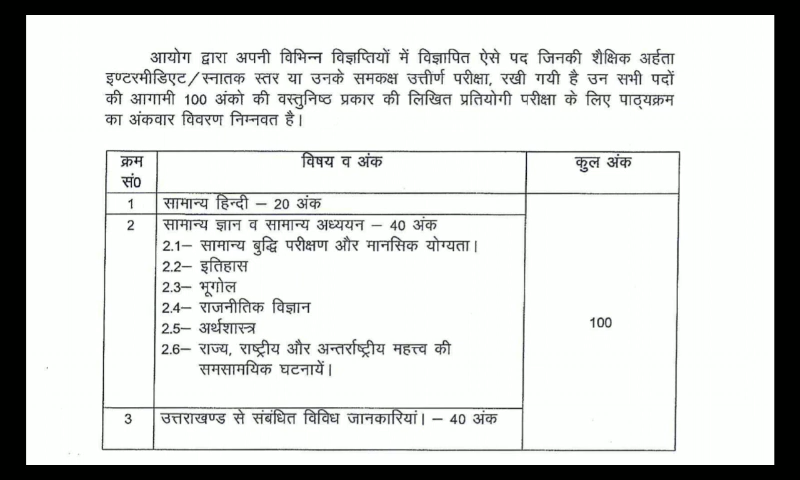 आयोग द्वारा अपनी विभिन्न विज्ञप्तियों में विज्ञापित ऐसे पद जिनकी शैक्षिक अर्हता
इण्टरमीडिएट/स्नातक स्तर या उनके समकक्ष उत्तीर्ण परीक्षा, रखी गयी है उन सभी पदों
की आगामी 100 अंको की वस्तुनिष्ठ प्रकार की लिखित प्रतियोगी परीक्षा के लिए पाठ्यक्रम
का अंकवार विवरण निम्नवत है।
क्रम सं0 विषय व अंक कुल अंक
1 सामान्य हिन्दी – 20 अंक
2 सामान्य ज्ञान व सामान्य अध्ययन – 40 अंक
2.1– सामान्य बुद्धि परीक्षण और मानसिक योग्यता।
2.2– इतिहास
2.3– भूगोल
2.4– राजनीतिक विज्ञान
2.5– अर्थशास्त्र
2.6– राज्य, राष्ट्रीय और अन्तर्राष्ट्रीय महत्त्व की
समसामयिक घटनायें।
3 उत्तराखण्ड से संबंधित विविध जानकारियां। – 40 अंक
100